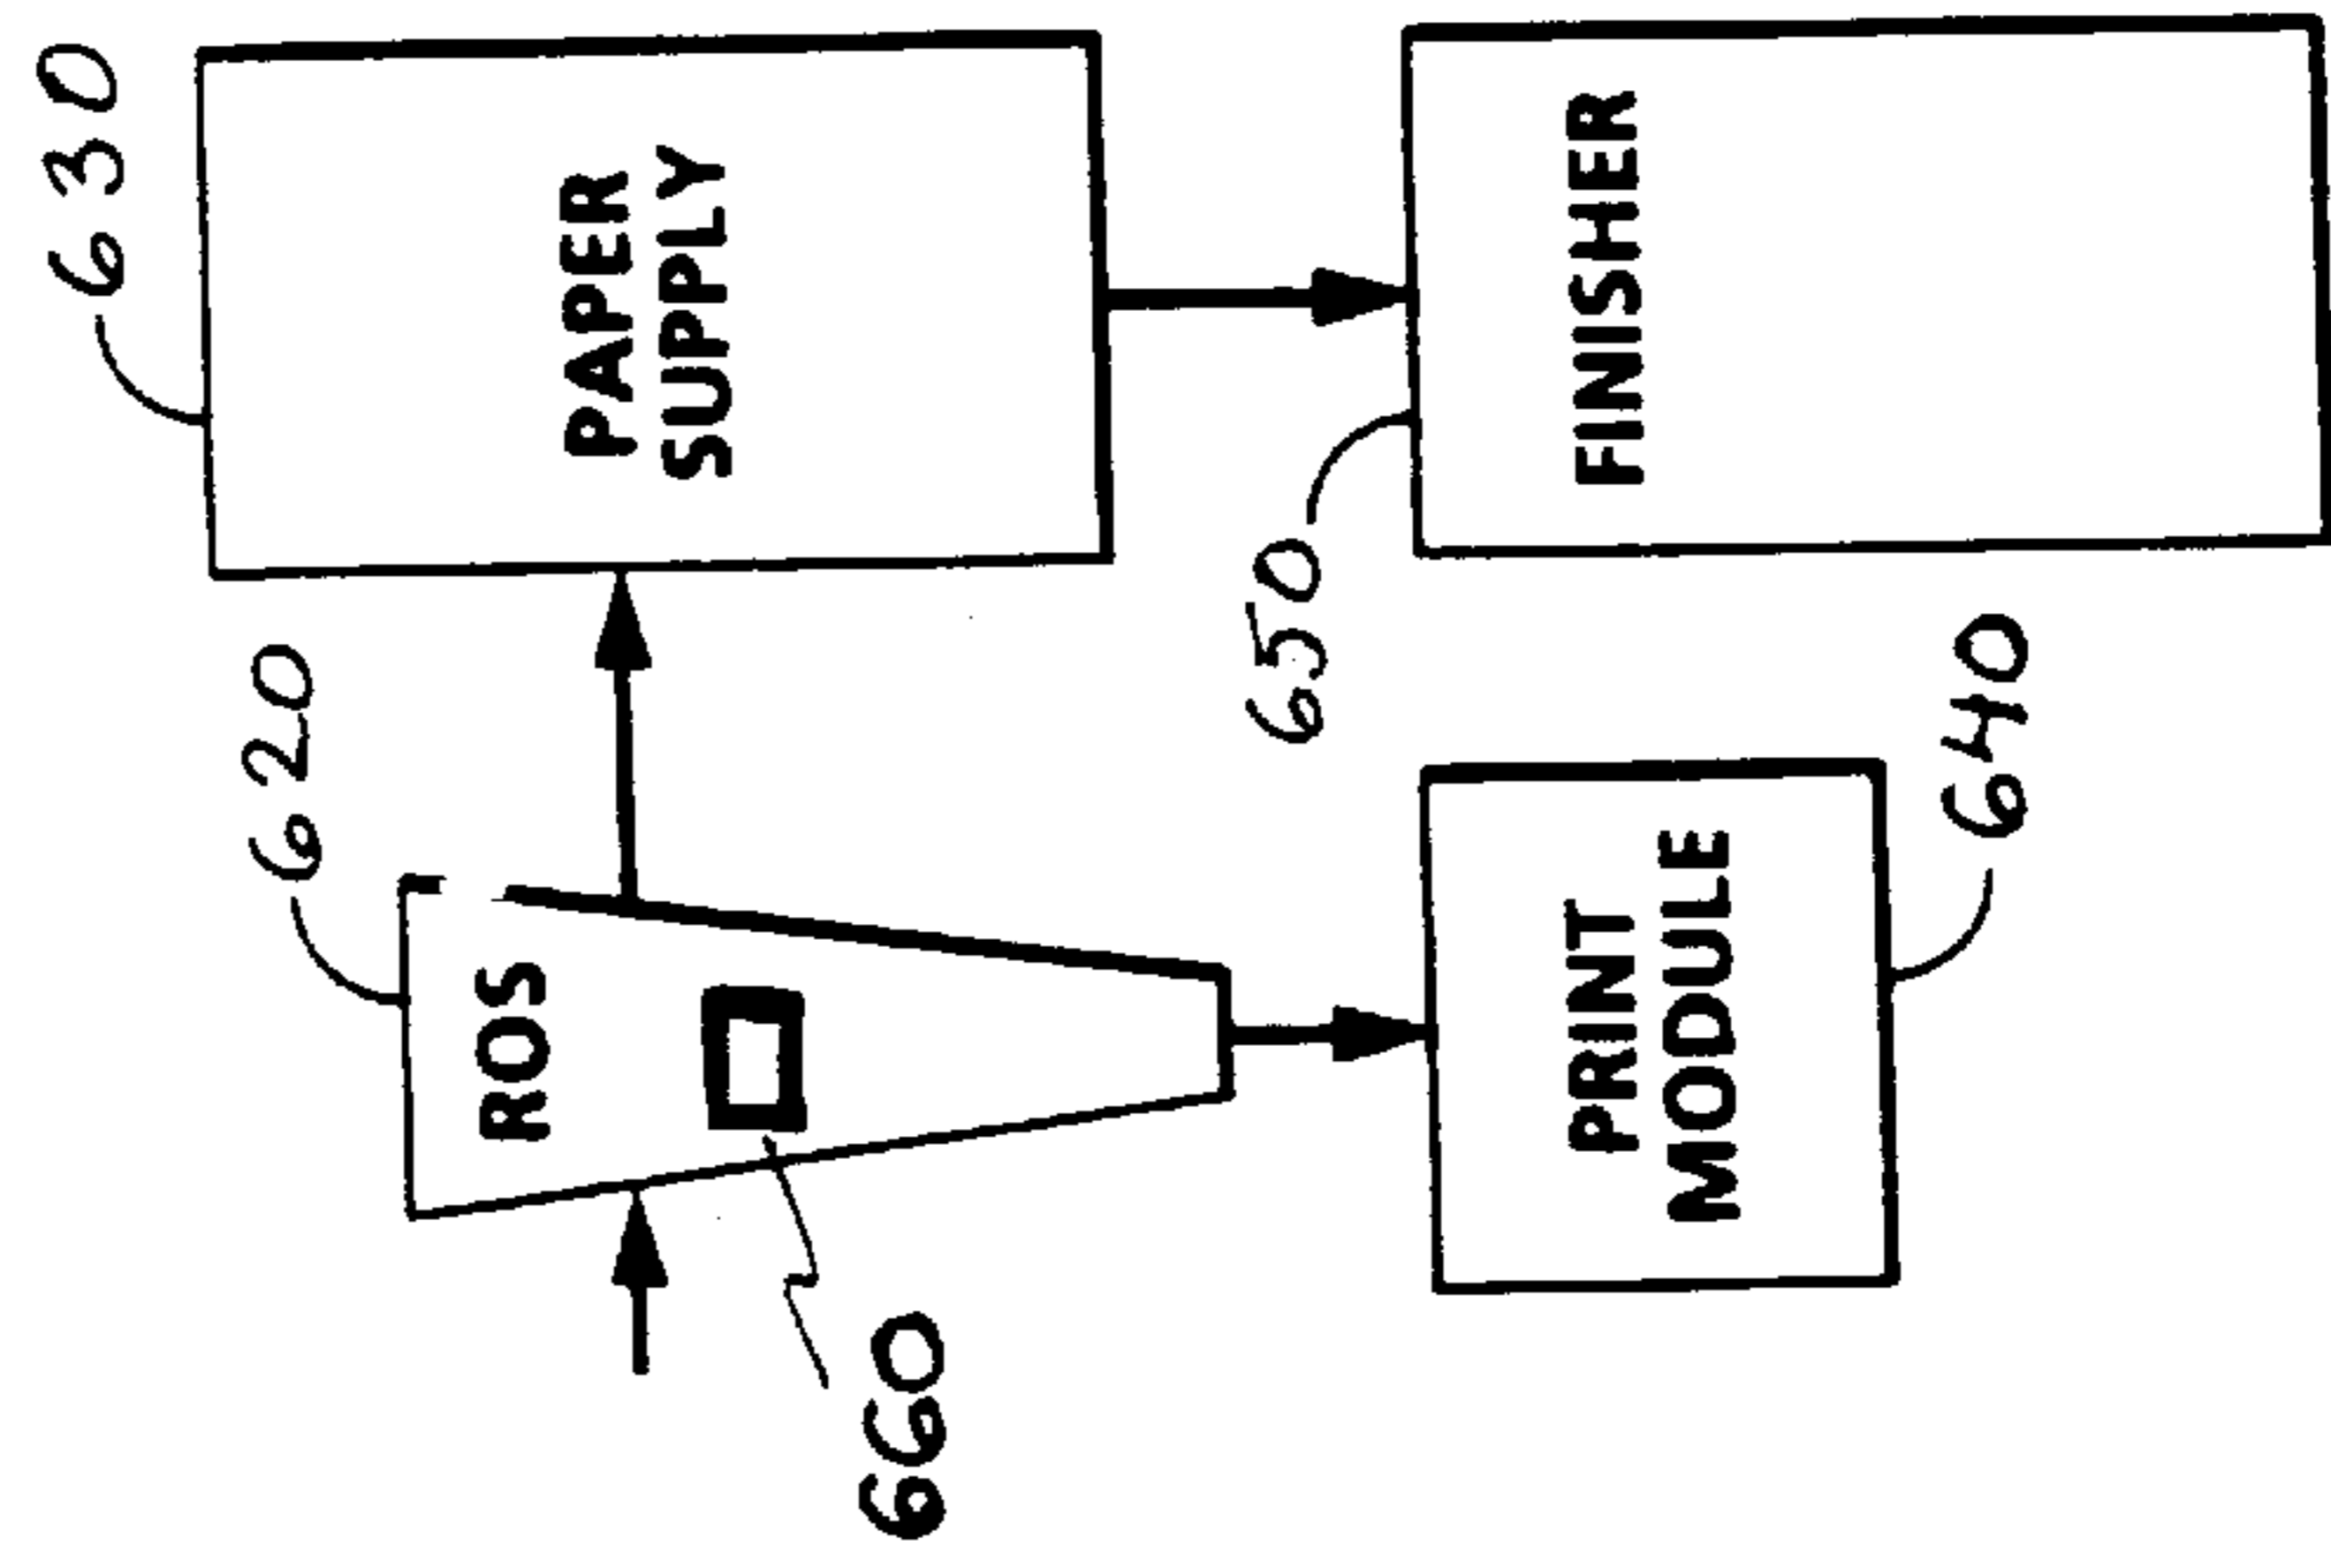 630
PAPER
SUPPLY
620
ROS
660
650
FINISHER
PRINT
MODULE
640